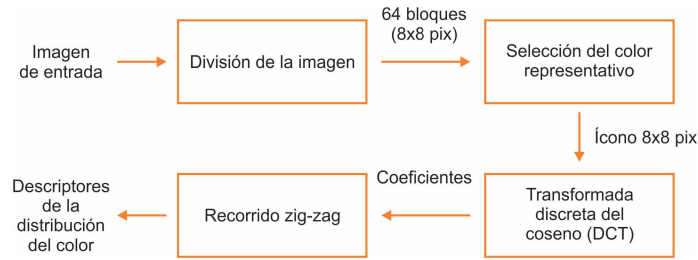 Imagen
de entrada
División de la imagen
64 bloques
(8x8 pix)
Selección del color
representativo
Ícono 8x8 pix
Transformada
discreta del
coseno (DCT)
Coeficientes
Recorrido zig-zag
Descriptores
de la
distribución
del color